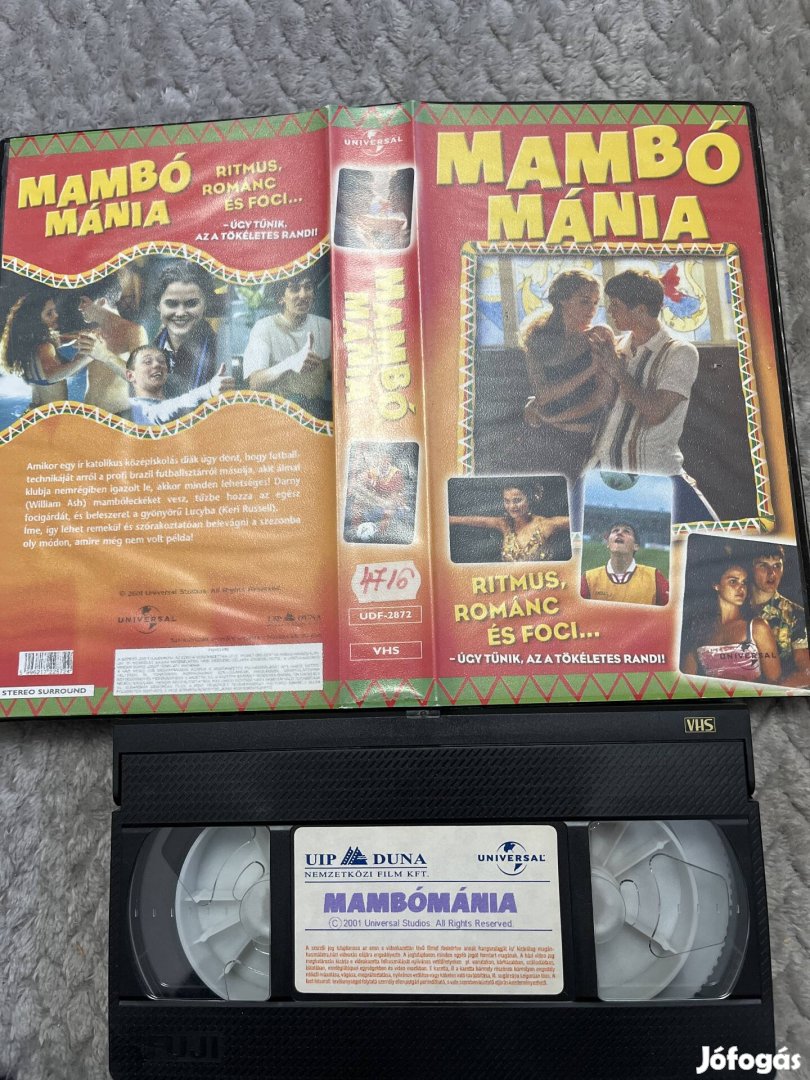 MAMBÓ
MÁNIA
RITMUS,
ROMÁNC
ÉS FOCI...
– ÚGY TŰNIK,
AZ A TÖKÉLETES RANDI!
Amikor egy ír katolikus középiskolás diák úgy dönt, hogy futball-
technikáját arról a profi brazil futballsztárról másolja, akit álmai
klubja nemrégiben igazolt le, akkor minden lehetséges! Danny
(William Ash) mambóleckéket vesz, tűzbe hozza az egész
focigárdát, és beleszeret a gyönyörű Lucyba (Keri Russell).
Íme, így lehet remekül és szórakoztatóan belevágni a szezonba
oly módon, amire még nem volt példa!
© 2001 Universal Studios. All Rights Reserved.
UNIVERSAL
UIP DUNA
STEREO SURROUND
UNIVERSAL
MAMBÓ
MÁNIA
4716
UDF-2872
VHS
MAMBÓ
MÁNIA
RITMUS,
ROMÁNC
ÉS FOCI...
– ÚGY TŰNIK, AZ A TÖKÉLETES RANDI!
UNIVERSAL
VHS
UIP DUNA
NEMZETKÖZI FILM KFT.
UNIVERSAL
MAMBÓMÁNIA
© 2001 Universal Studios. All Rights Reserved.
FUJI
Jófogás